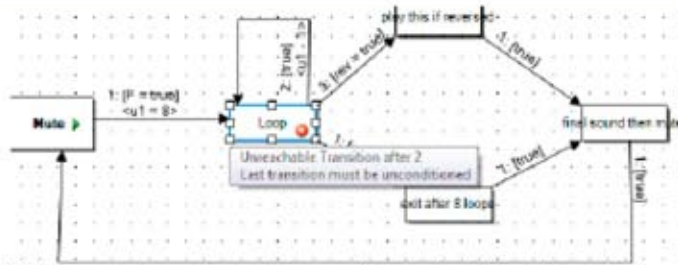 play this if reversed
1: [F = true]
<u1 = 8>
2: [true]
<u1 - 1>
3: [rev = true]
1: [true]
Mute
Loop
final sound then mute
1:
Unreachable Transition after 2
Last transition must be unconditioned
1: [true]
exit after 8 loops
1: [true]